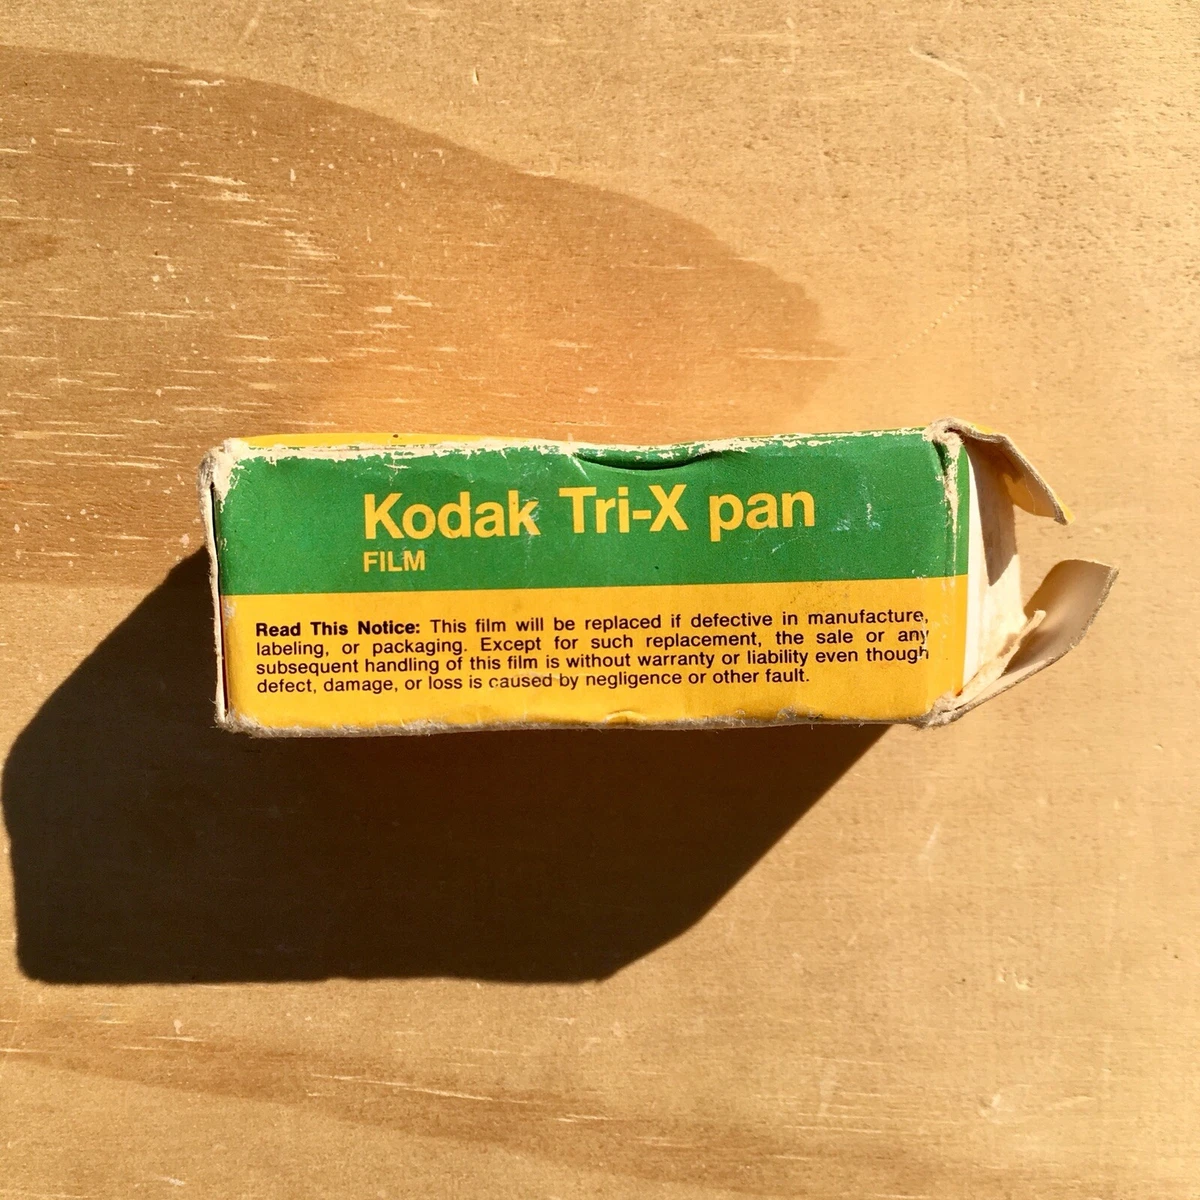 Kodak Tri-X pan
FILM
Read This Notice: This film will be replaced if defective in manufacture,
labeling, or packaging. Except for such replacement, the sale or any
subsequent handling of this film is without warranty or liability even though
defect, damage, or loss is caused by negligence or other fault.